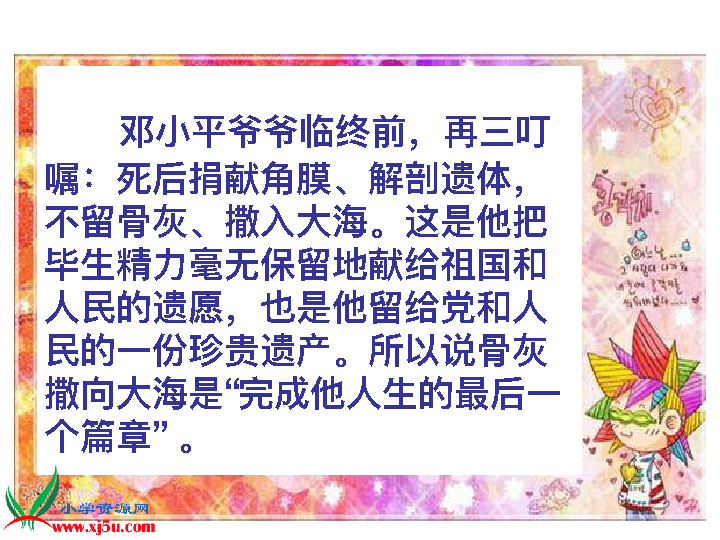 邓小平爷爷临终前，再三叮
嘱：死后捐献角膜、解剖遗体，
不留骨灰、撒入大海。这是他把
毕生精力毫无保留地献给祖国和
人民的遗愿，也是他留给党和人
民的一份珍贵遗产。所以说骨灰
撒向大海是“完成他人生的最后一
个篇章”。
콩깍지
小学资源网
www.xj5u.com